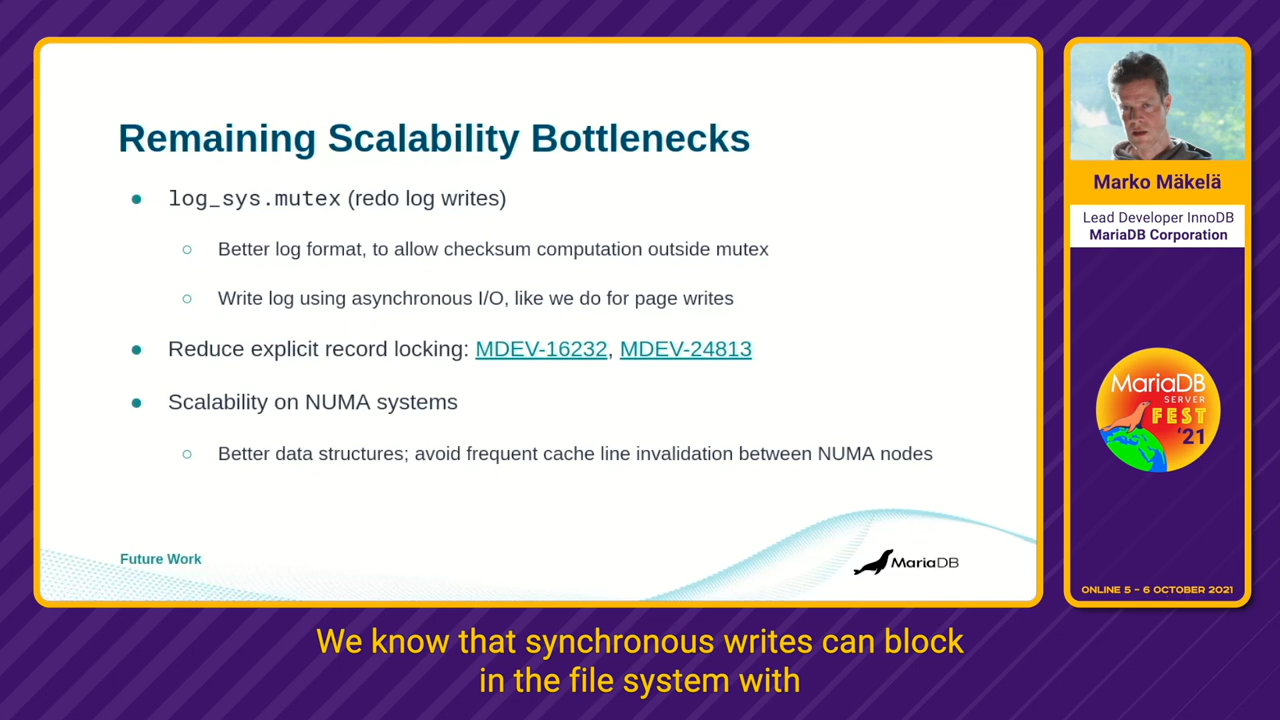 Remaining Scalability Bottlenecks
● log_sys.mutex (redo log writes)
○ Better log format, to allow checksum computation outside mutex
○ Write log using asynchronous I/O, like we do for page writes
● Reduce explicit record locking: MDEV-16232, MDEV-24813
● Scalability on NUMA systems
○ Better data structures; avoid frequent cache line invalidation between NUMA nodes
Future Work
MariaDB
Marko Mäkelä
Lead Developer InnoDB
MariaDB Corporation
MariaDB
SERVER
FEST
'21
ONLINE 5 – 6 OCTOBER 2021
We know that synchronous writes can block
in the file system with